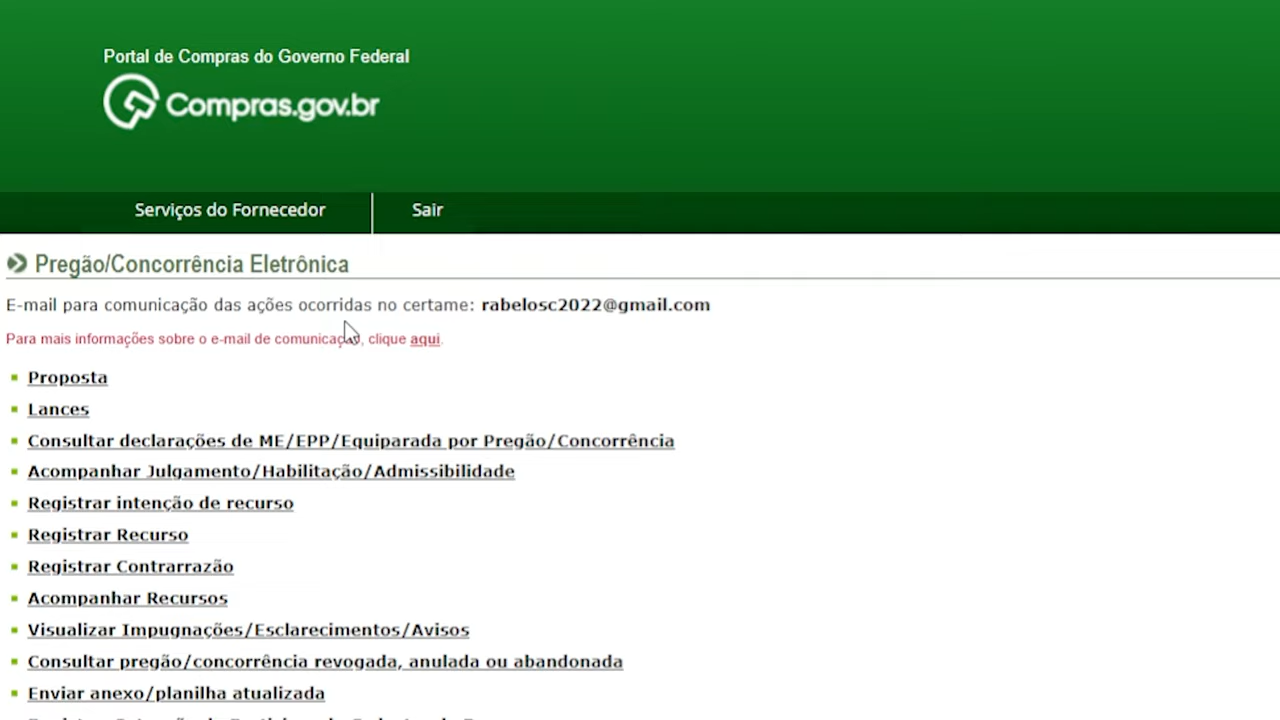 Portal de Compras do Governo Federal
Compras.gov.br
Serviços do Fornecedor
Sair
Pregão/Concorrência Eletrônica
E-mail para comunicação das ações ocorridas no certame: rabelosc2022@gmail.com
Para mais informações sobre o e-mail de comunicação, clique aqui.
Proposta
Lances
Consultar declarações de ME/EPP/Equiparada por Pregão/Concorrência
Acompanhar Julgamento/Habilitação/Admissibilidade
Registrar intenção de recurso
Registrar Recurso
Registrar Contrarrazão
Acompanhar Recursos
Visualizar Impugnações/Esclarecimentos/Avisos
Consultar pregão/concorrência revogada, anulada ou abandonada
Enviar anexo/planilha atualizada